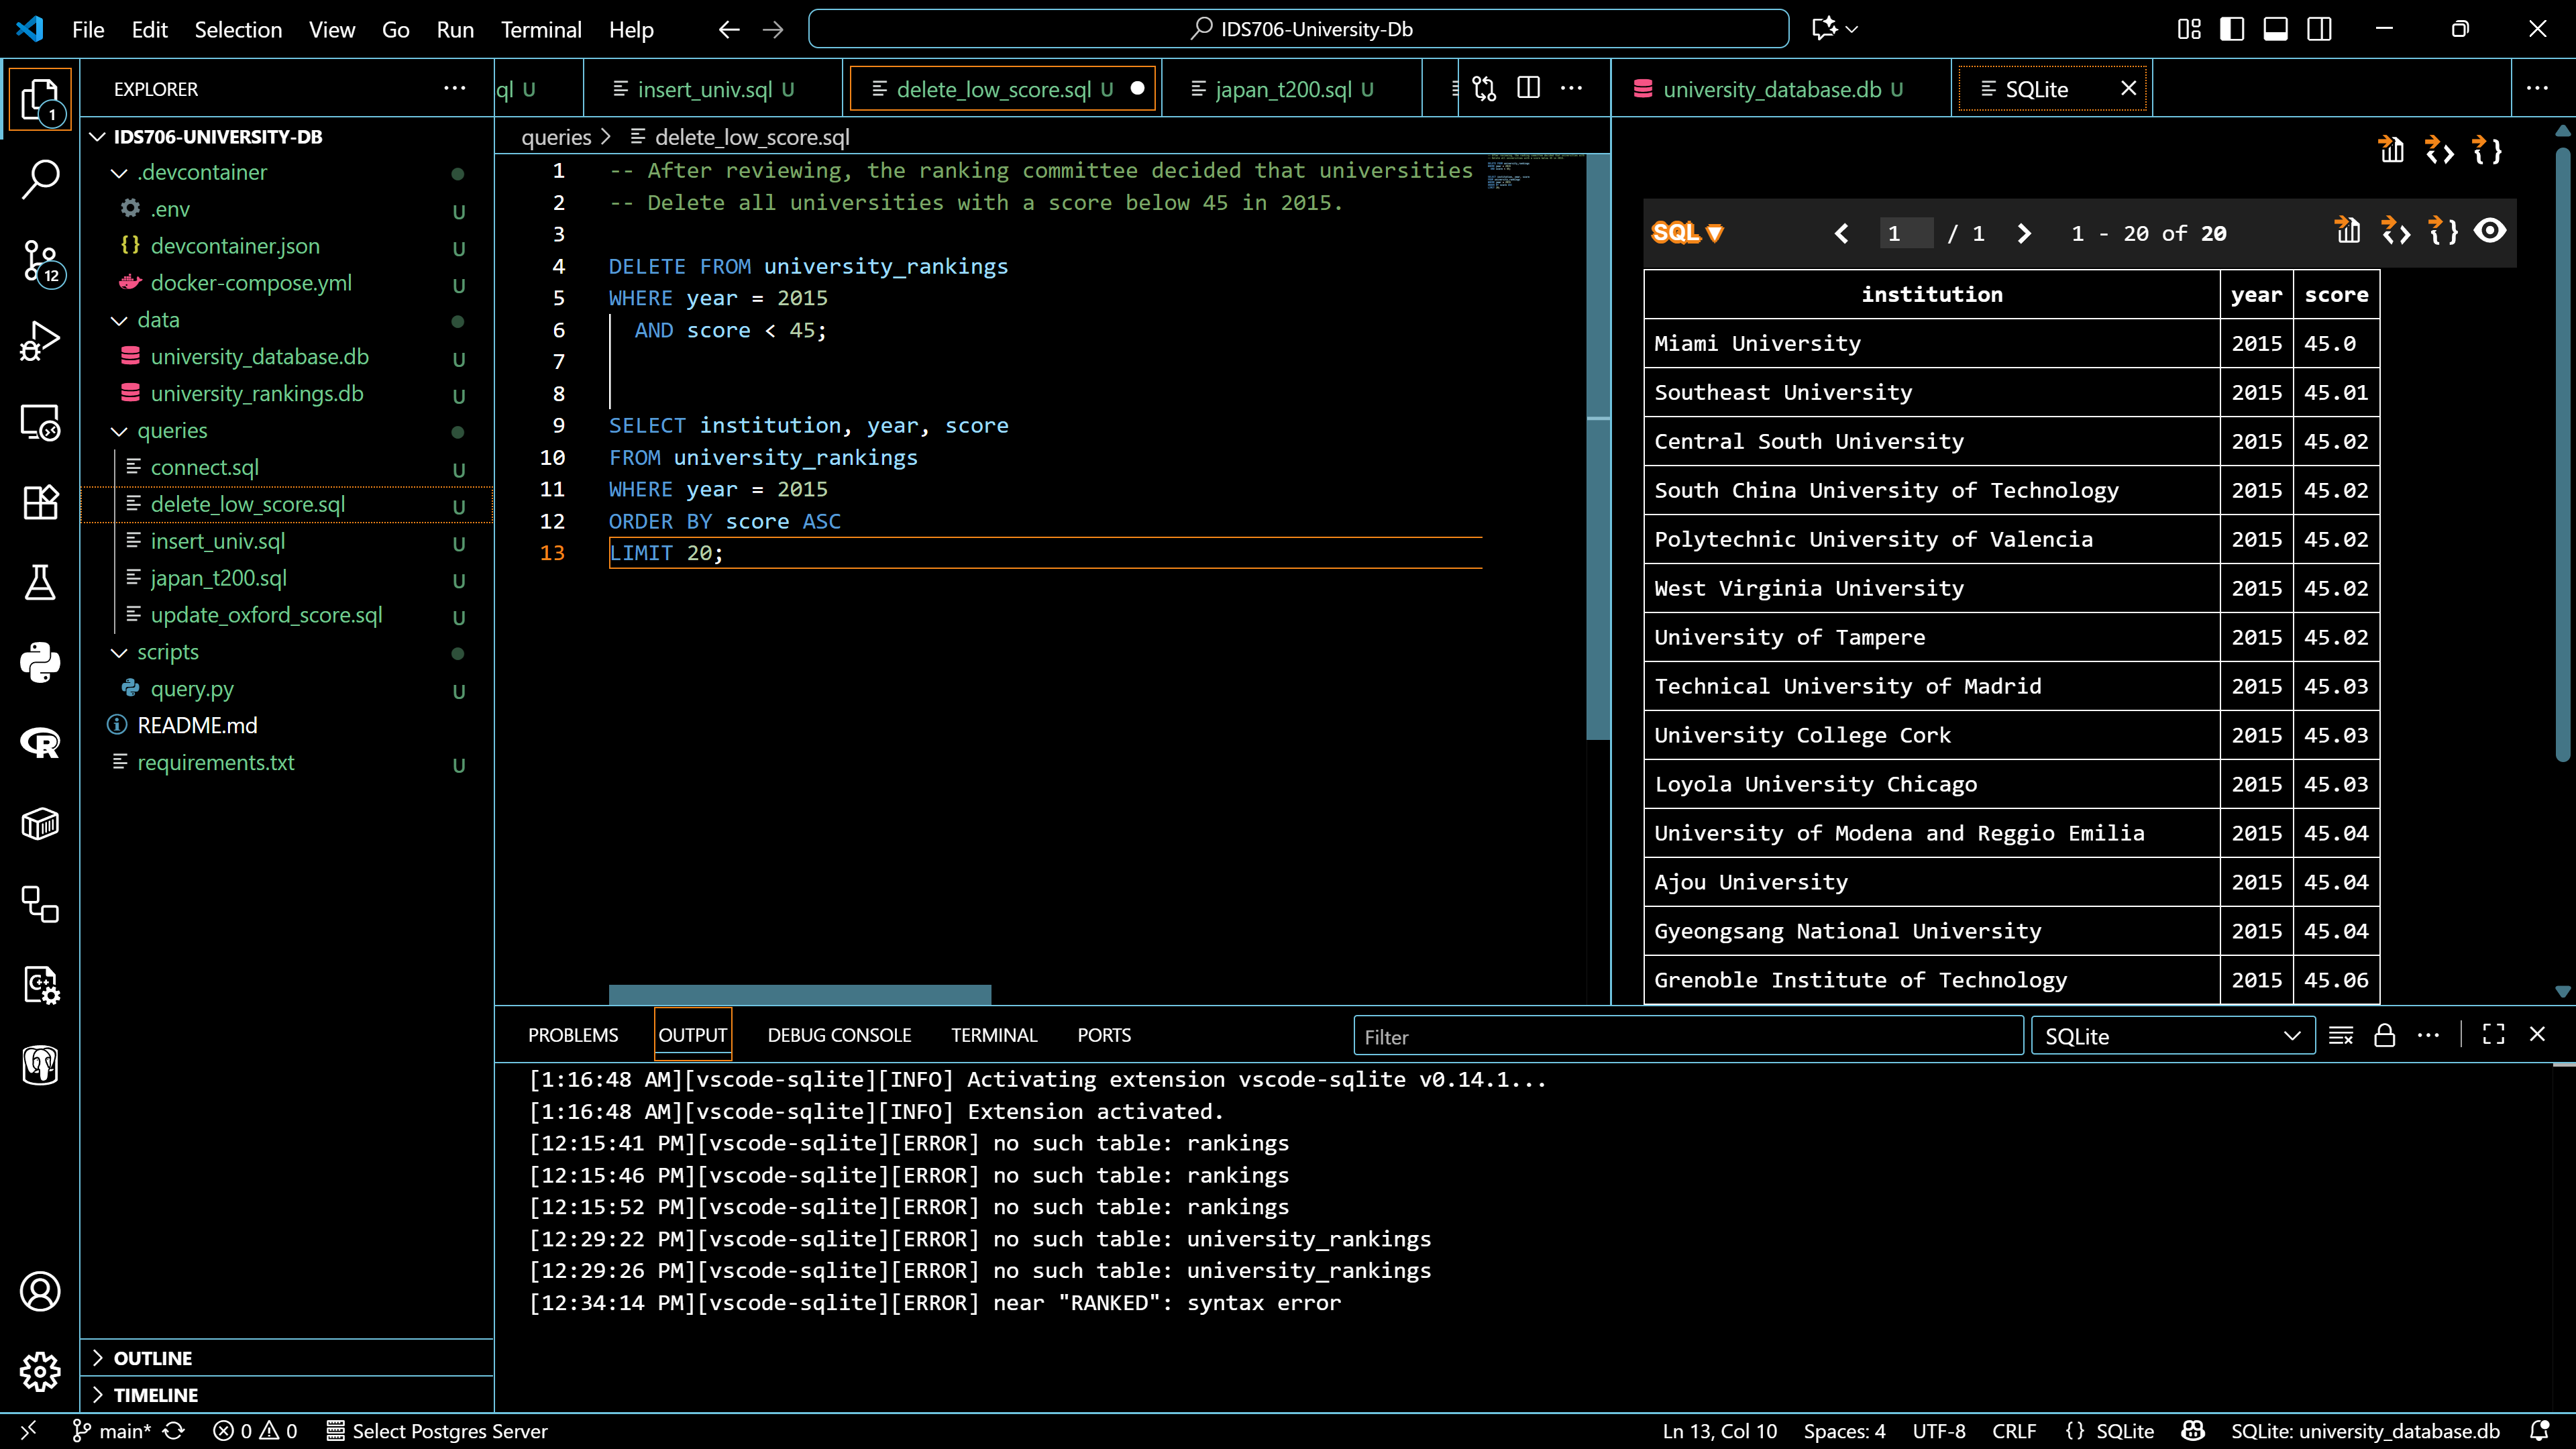 File Edit Selection View Go Run Terminal Help
IDS706-University-Db
EXPLORER
1
12
IDS706-UNIVERSITY-DB
.devcontainer
.env U
devcontainer.json U
docker-compose.yml U
data
university_database.db U
university_rankings.db U
queries
connect.sql U
delete_low_score.sql U
insert_univ.sql U
japan_t200.sql U
update_oxford_score.sql U
scripts
query.py U
README.md
requirements.txt U
OUTLINE
TIMELINE
ql U
insert_univ.sql U
delete_low_score.sql U
japan_t200.sql U
queries > delete_low_score.sql
1 -- After reviewing, the ranking committee decided that universities
2 -- Delete all universities with a score below 45 in 2015.
3
4 DELETE FROM university_rankings
5 WHERE year = 2015
6 AND score < 45;
7
8
9 SELECT institution, year, score
10 FROM university_rankings
11 WHERE year = 2015
12 ORDER BY score ASC
13 LIMIT 20;
university_database.db U
SQLite
SQL 1 / 1 1 - 20 of 20
institution year score
Miami University 2015 45.0
Southeast University 2015 45.01
Central South University 2015 45.02
South China University of Technology 2015 45.02
Polytechnic University of Valencia 2015 45.02
West Virginia University 2015 45.02
University of Tampere 2015 45.02
Technical University of Madrid 2015 45.03
University College Cork 2015 45.03
Loyola University Chicago 2015 45.03
University of Modena and Reggio Emilia 2015 45.04
Ajou University 2015 45.04
Gyeongsang National University 2015 45.04
Grenoble Institute of Technology 2015 45.06
PROBLEMS OUTPUT DEBUG CONSOLE TERMINAL PORTS
Filter
SQLite
[1:16:48 AM][vscode-sqlite][INFO] Activating extension vscode-sqlite v0.14.1...
[1:16:48 AM][vscode-sqlite][INFO] Extension activated.
[12:15:41 PM][vscode-sqlite][ERROR] no such table: rankings
[12:15:46 PM][vscode-sqlite][ERROR] no such table: rankings
[12:15:52 PM][vscode-sqlite][ERROR] no such table: rankings
[12:29:22 PM][vscode-sqlite][ERROR] no such table: university_rankings
[12:29:26 PM][vscode-sqlite][ERROR] no such table: university_rankings
[12:34:14 PM][vscode-sqlite][ERROR] near "RANKED": syntax error
main* 0 0 Select Postgres Server
Ln 13, Col 10 Spaces: 4 UTF-8 CRLF {} SQLite SQLite: university_database.db